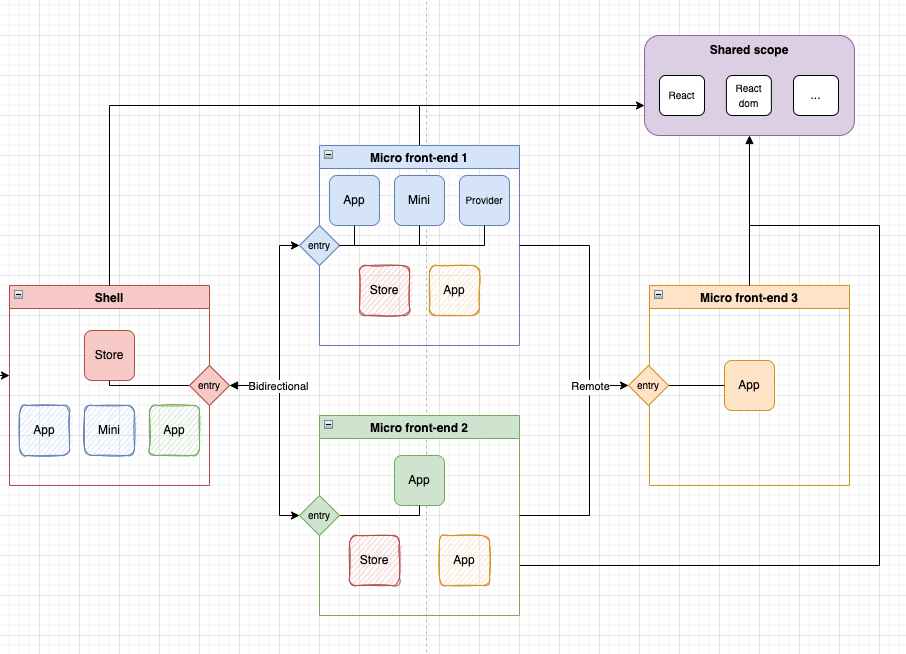 Shared scope
React
React
dom
...
Micro front-end 1
App
Mini
Provider
entry
Store
App
Shell
Store
entry
App
Mini
App
Bidirectional
Micro front-end 2
App
entry
Store
App
Remote
Micro front-end 3
entry
App